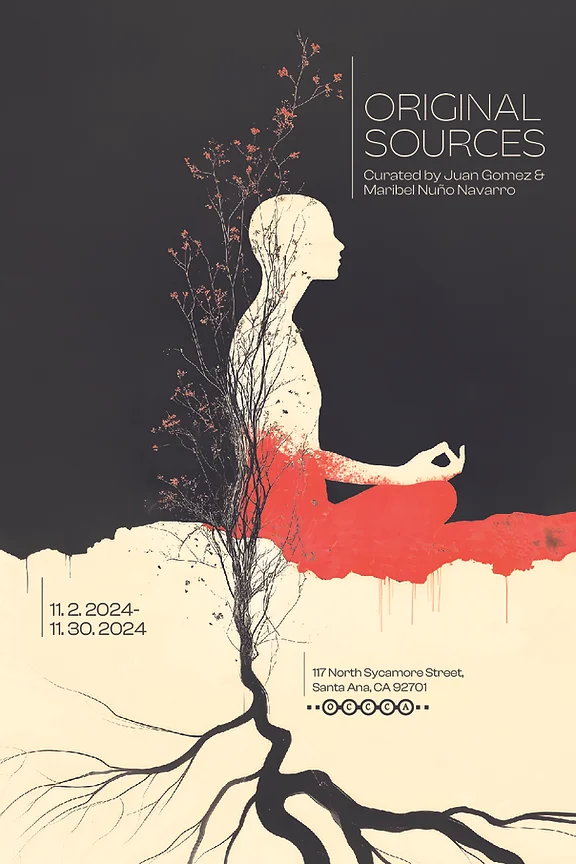 ORIGINAL
SOURCES
Curated by Juan Gomez &
Maribel Nuño Navarro
11. 2. 2024-
11. 30. 2024
117 North Sycamore Street,
Santa Ana, CA 92701
OCCCA